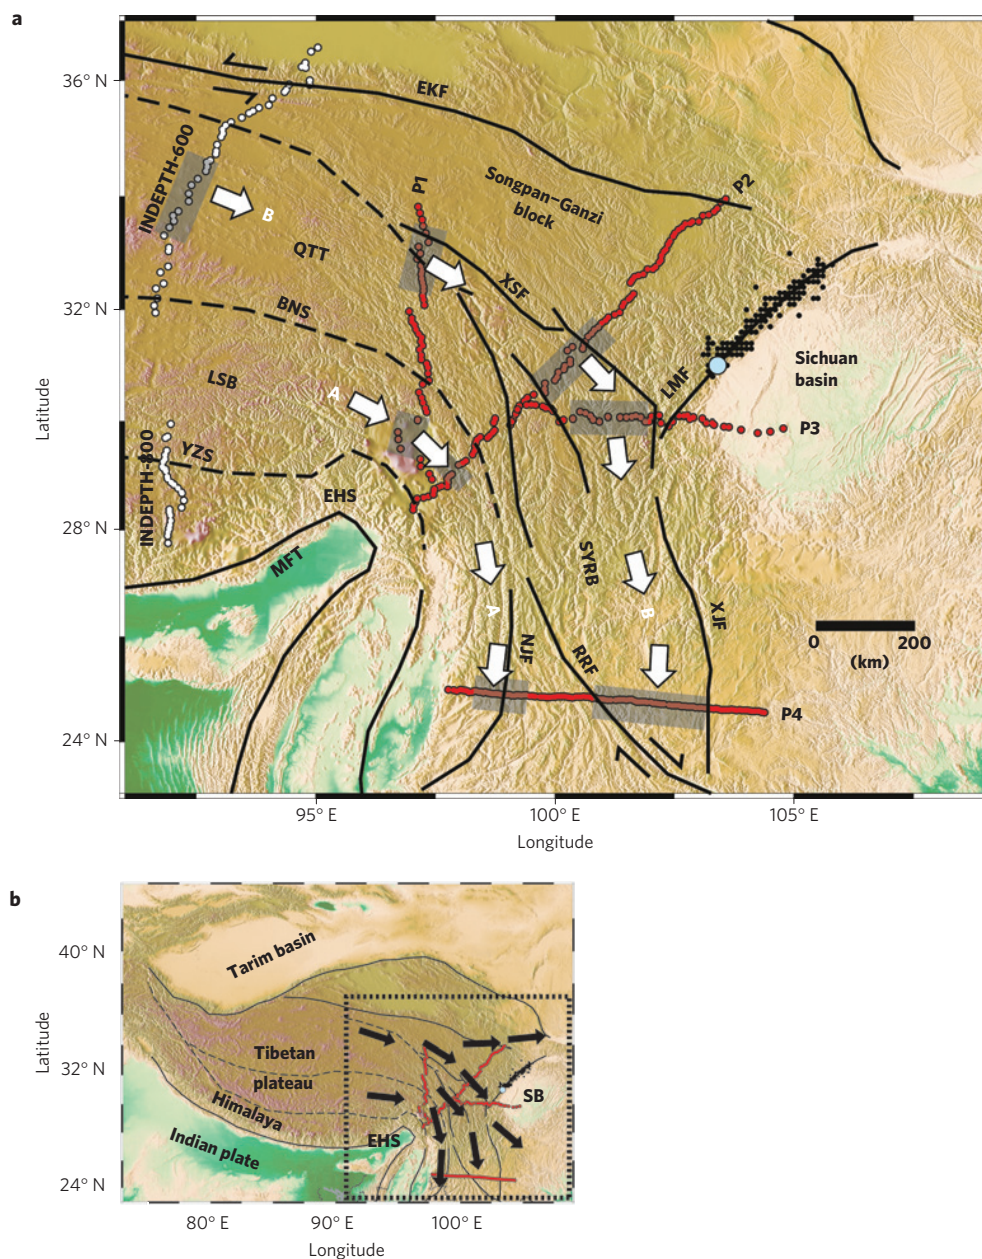 a
36° N
32° N
28° N
24° N
Latitude
95° E
100° E
105° E
Longitude
EKF
INDEPTH-600
B
P1
P2
Songpan–Ganzi
block
QTT
XSF
BNS
LSB
A
LMF
Sichuan
basin
P3
INDEPTH-800
YZS
EHS
MFT
SYRB
A
B
XJF
NJF
RRF
0
200
(km)
P4
b
40° N
32° N
24° N
Latitude
Tarim basin
Tibetan
plateau
Himalaya
SB
EHS
Indian plate
80° E
90° E
100° E
Longitude